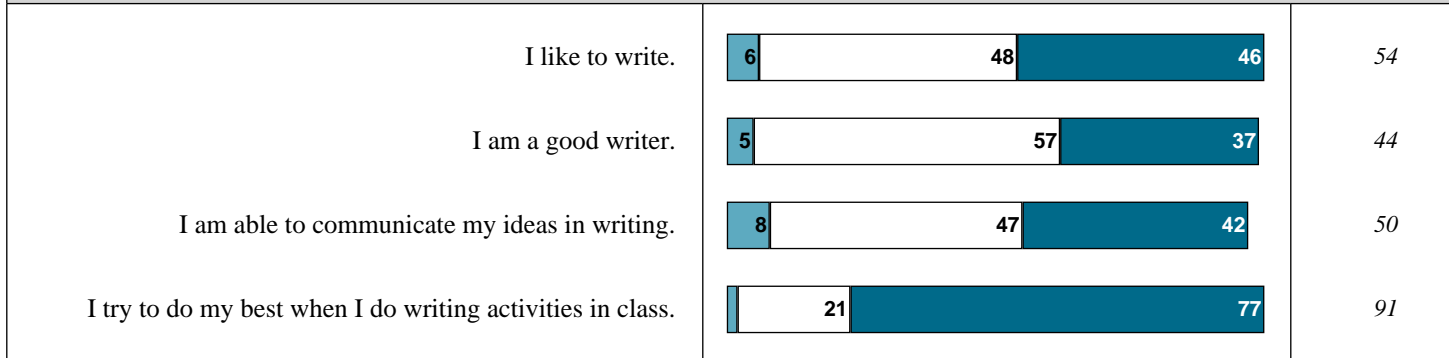 I like to write. 6 48 46 54
I am a good writer. 5 57 37 44
I am able to communicate my ideas in writing. 8 47 42 50
I try to do my best when I do writing activities in class. 21 77 91